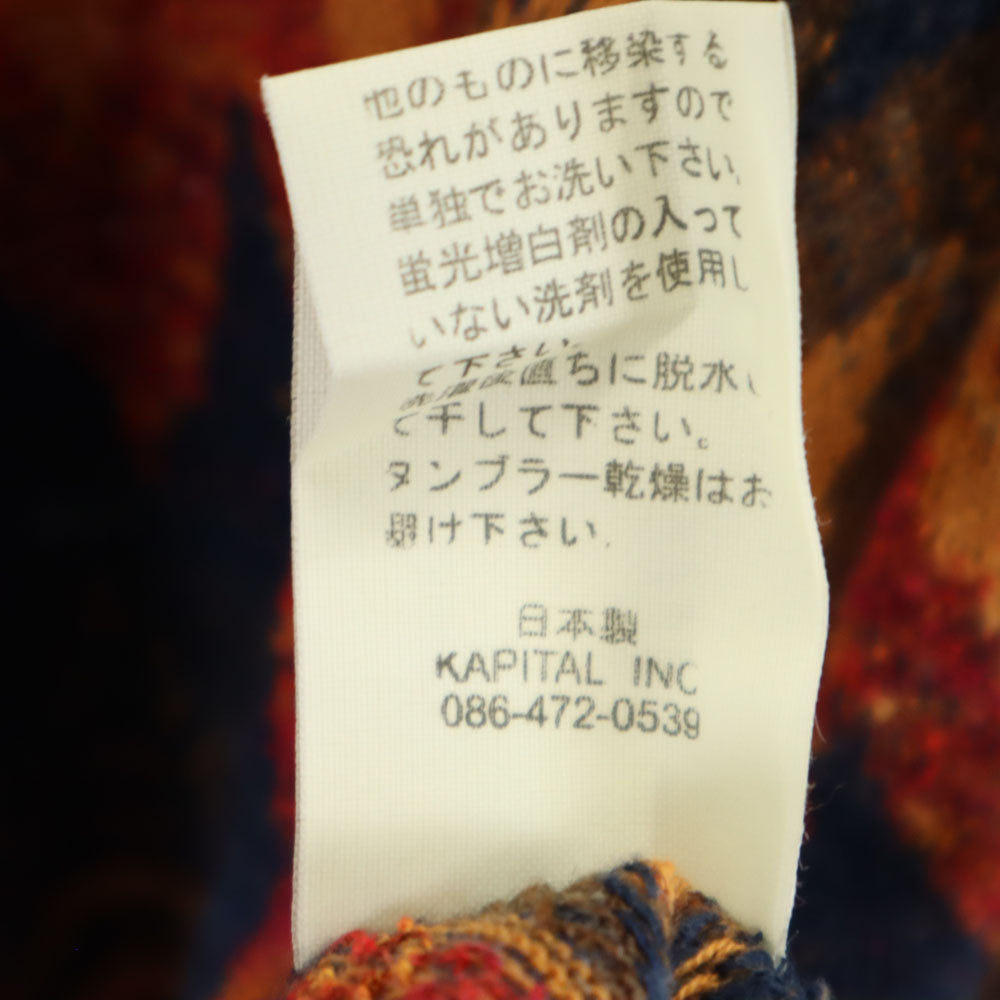 他のものに移染する
恐れがありますので
単独でお洗い下さい。
蛍光増白剤の入って
いない洗剤を使用し
て下さい。
洗濯後直ちに脱水し
て干して下さい。
タンブラー乾燥はお
避け下さい。
日本製
KAPITAL INC
086-472-0539